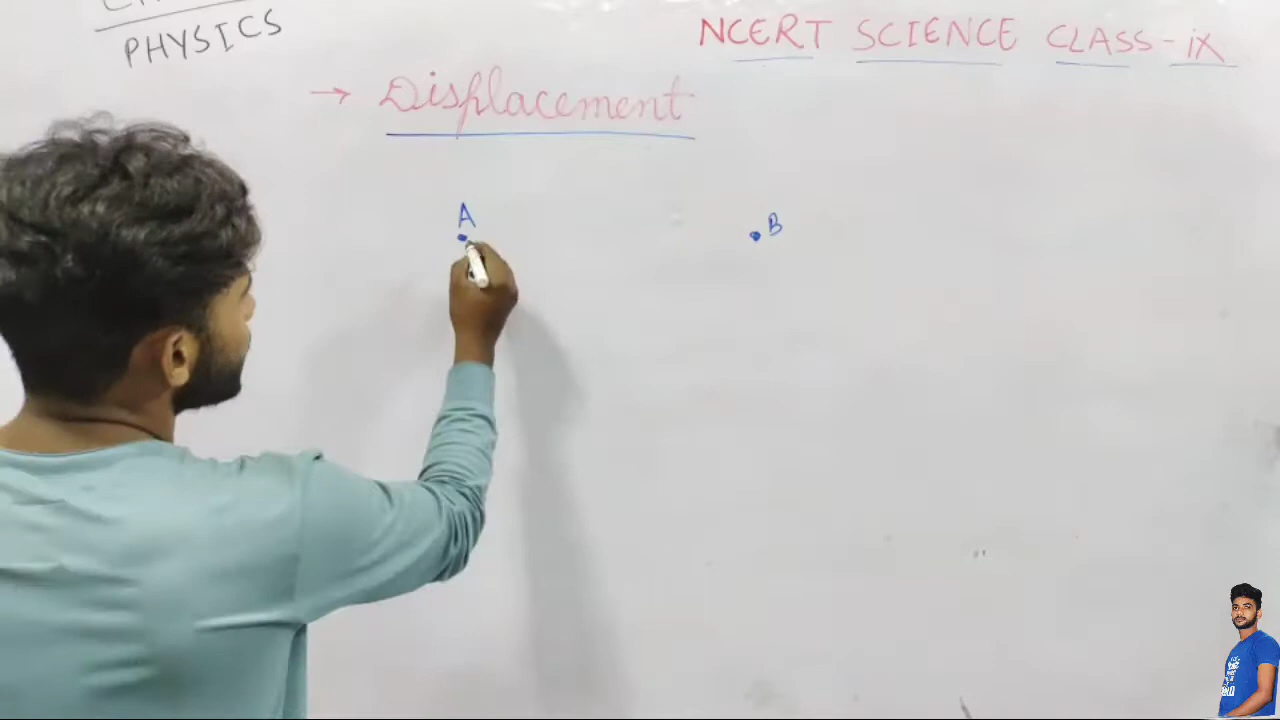 PHYSICS
NCERT SCIENCE CLASS - iX
→ Displacement
A
B